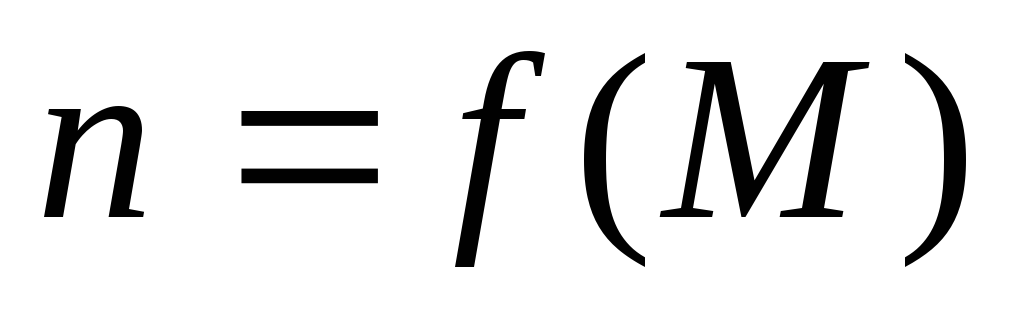 n = f(M)